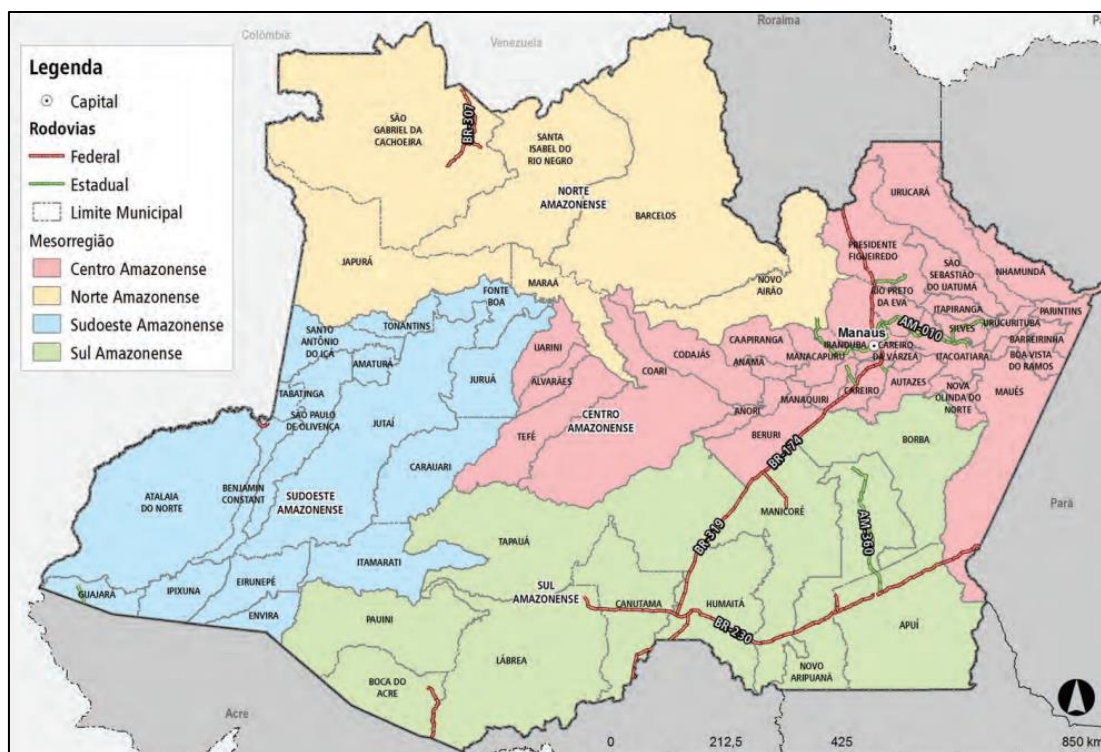 Colômbia
Venezuela
Roraima
Pa
Legenda
Capital
Rodovias
Federal
Estadual
Limite Municipal
Mesorregião
Centro Amazonense
Norte Amazonense
Sudoeste Amazonense
Sul Amazonense
SÃO
GABRIEL DA
CACHOEIRA
BR-307
SANTA
ISABEL DO
RIO NEGRO
NORTE
AMAZONENSE
BARCELOS
JAPURÁ
MARAÃ
NOVO
AIRÃO
URUCARÁ
PRESIDENTE
FIGUEIREDO
SÃO
SEBASTIÃO
DO UATUMÃ
NHAMUNDÁ
RIO PRETO
DA EVA
ITAPIRANGA
PARINTINS
Manaus
AM-010
SILVES
URUCURITUBA
BARREIRINHA
BOA VISTA
DO RAMOS
IRANDUBA
CAREIRO
DA VÁRZEA
ITACOATIARA
MAUÉS
CAAPIRANGA
ANAMÃ
MANACAPURU
CODAJÁS
COARI
CAREIRO
AUTAZES
NOVA
OLINDA DO
NORTE
MANAQUIRI
ANORI
BERURI
BORBA
FONTE
BOA
TONANTINS
SANTO
ANTÔNIO
DO IÇÁ
AMATURÁ
UARINI
ALVARÃES
JURUÁ
TABATINGA
SÃO PAULO
DE OLIVENÇA
JUTAÍ
TEFÉ
CENTRO
AMAZONENSE
CARAUARI
BR-174
Pará
ATALAIA
DO NORTE
BENJAMIN
CONSTANT
SUDOESTE
AMAZONENSE
MANICORÉ
BR-319
AM-360
TAPAUÁ
ITAMARATI
GUAJARÁ
IPIXUNA
EIRUNEPÉ
ENVIRA
SUL
AMAZONENSE
CANUTAMA
HUMAITÁ
BR-230
PAUINI
APUÍ
LÁBREA
NOVO
ARIPUANÃ
BOCA DO
ACRE
Acre
0 212,5 425 850 km